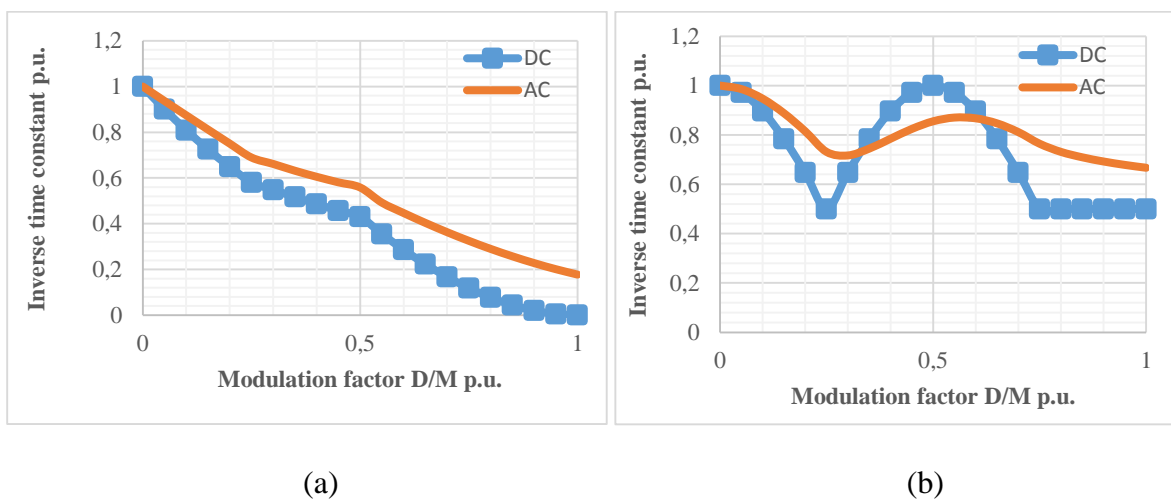 1,2
1
0,8
0,6
0,4
0,2
0
0
0,5
1
Inverse time constant p.u.
Modulation factor D/M p.u.
DC
AC
(a)
1,2
1
0,8
0,6
0,4
0,2
0
0
0,5
1
Inverse time constant p.u.
Modulation factor D/M p.u.
DC
AC
(b)